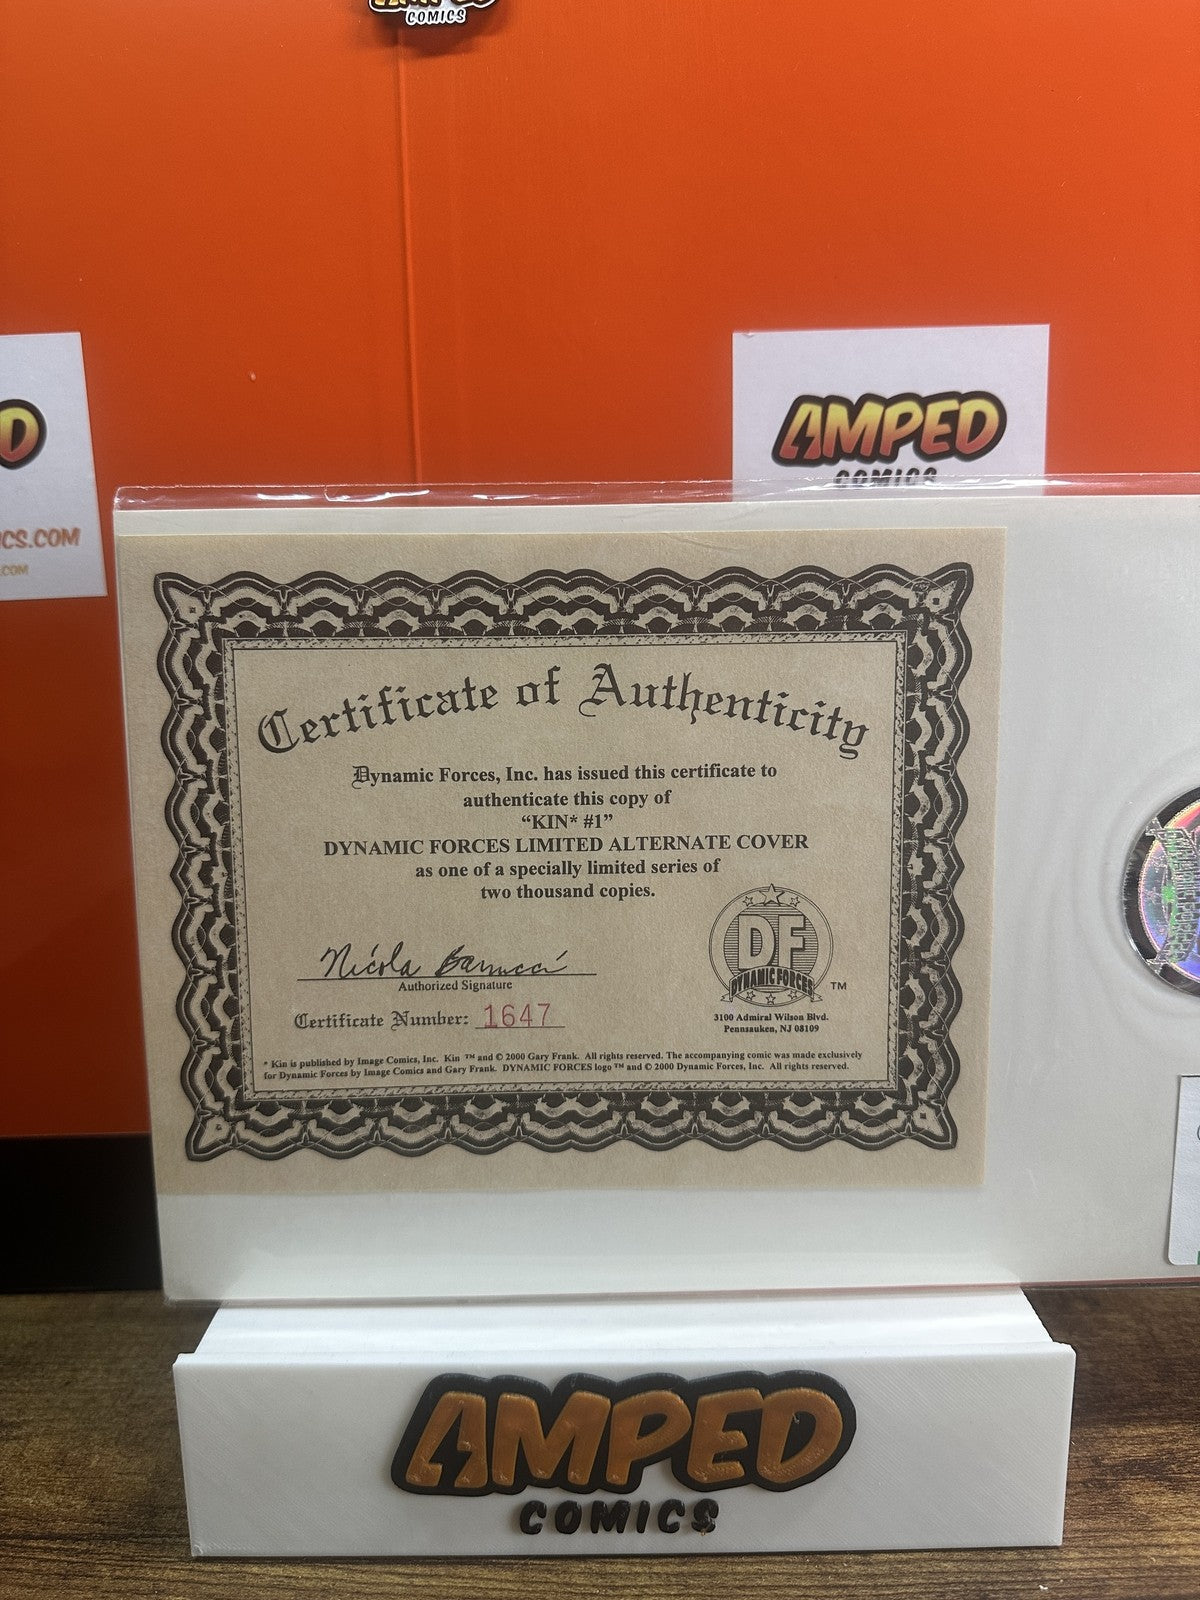 COMICS
AMPED
COMICS
D
CS.COM
.COM
Certificate of Authenticity
Dynamic Forces, Inc. has issued this certificate to
authenticate this copy of
“KIN* #1”
DYNAMIC FORCES LIMITED ALTERNATE COVER
as one of a specially limited series of
two thousand copies.
Nicola Barrucci
Authorized Signature
Certificate Number: 1647
DF
DYNAMIC FORCES
TM
3100 Admiral Wilson Blvd.
Pennsauken, NJ 08109
* Kin is published by Image Comics, Inc. Kin ™ and © 2000 Gary Frank. All rights reserved. The accompanying comic was made exclusively
for Dynamic Forces by Image Comics and Gary Frank. DYNAMIC FORCES logo ™ and © 2000 Dynamic Forces, Inc. All rights reserved.
AMPED
COMICS